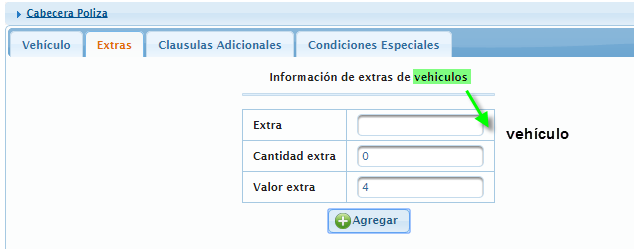 Cabecera Poliza
Vehículo Extras Clausulas Adicionales Condiciones Especiales
Información de extras de vehiculos
Extra
vehículo
Cantidad extra 0
Valor extra 4
Agregar